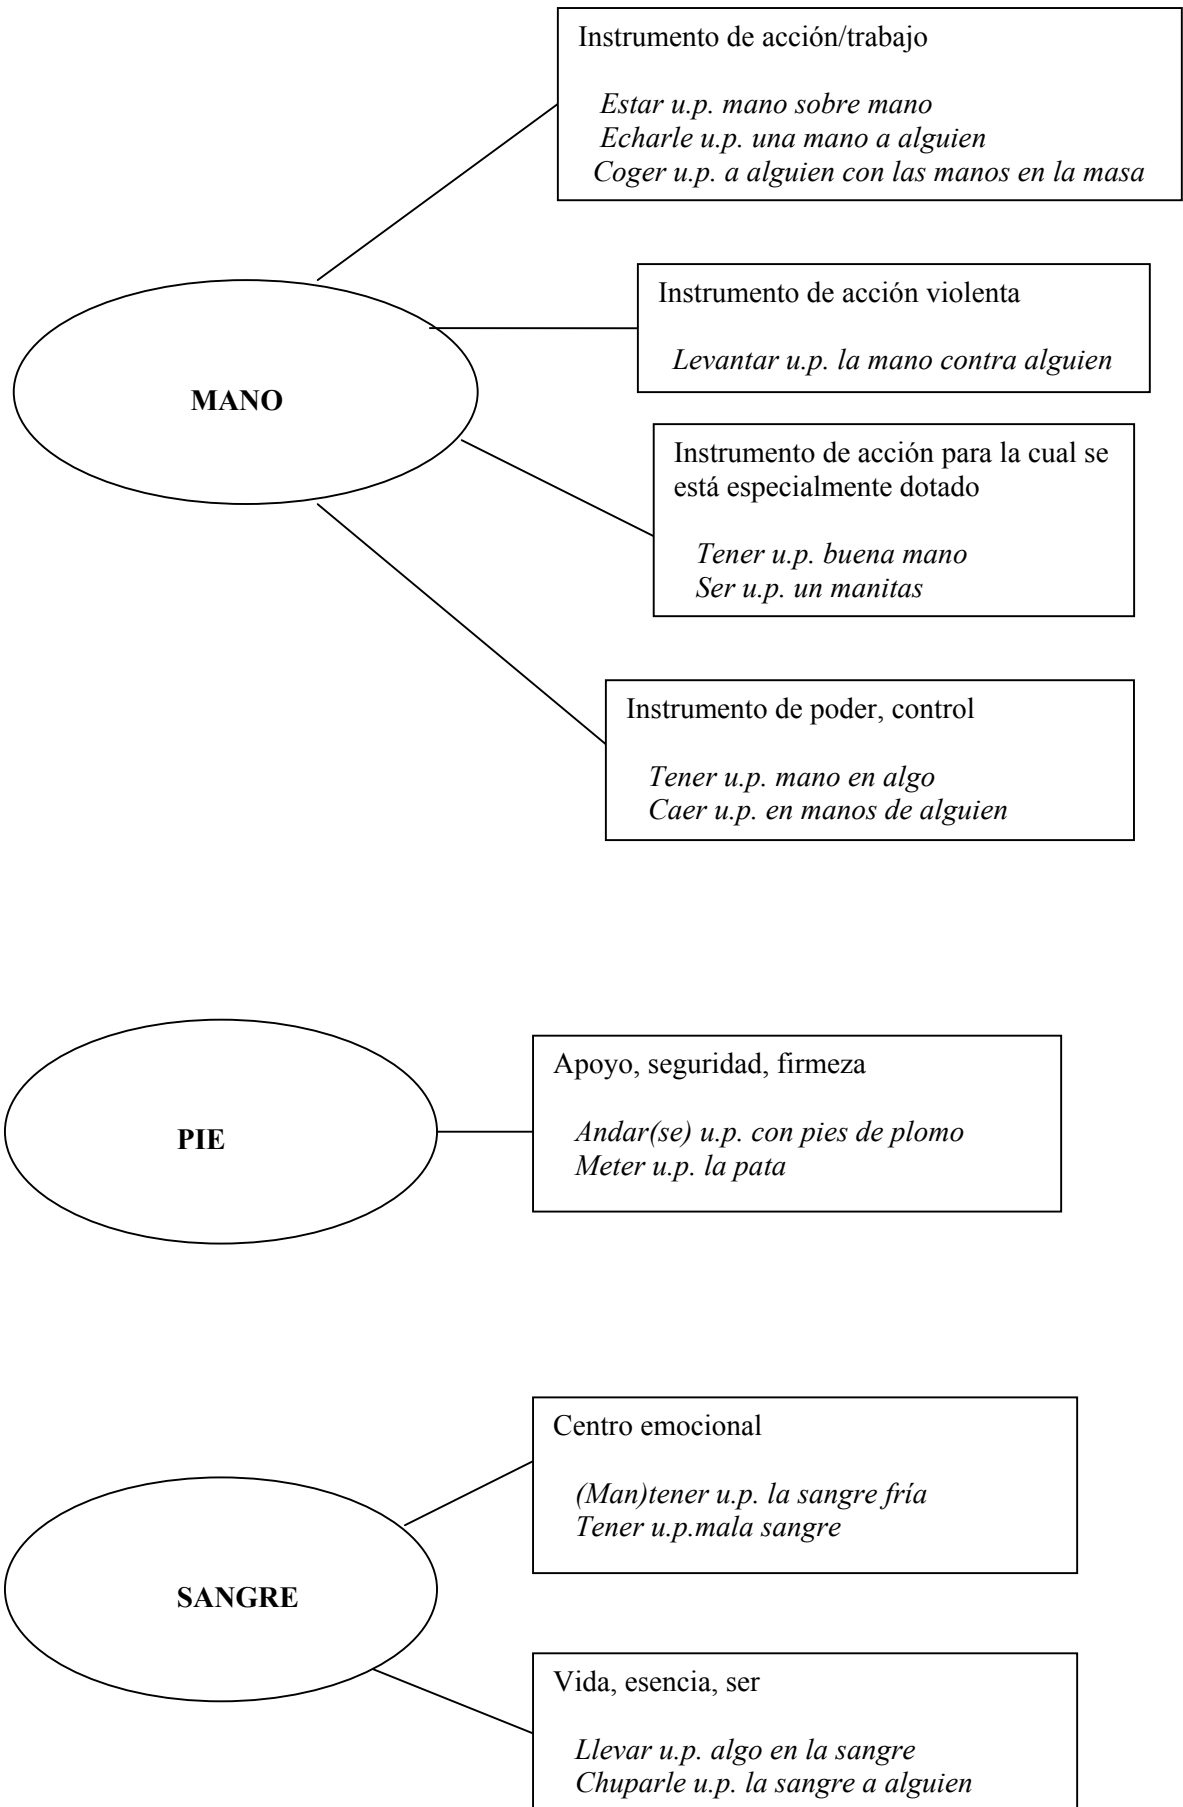 Instrumento de acción/trabajo
Estar u.p. mano sobre mano
Echarle u.p. una mano a alguien
Coger u.p. a alguien con las manos en la masa
Instrumento de acción violenta
Levantar u.p. la mano contra alguien
MANO
Instrumento de acción para la cual se
está especialmente dotado
Tener u.p. buena mano
Ser u.p. un manitas
Instrumento de poder, control
Tener u.p. mano en algo
Caer u.p. en manos de alguien
PIE
Apoyo, seguridad, firmeza
Andar(se) u.p. con pies de plomo
Meter u.p. la pata
Centro emocional
(Man)tener u.p. la sangre fría
Tener u.p.mala sangre
SANGRE
Vida, esencia, ser
Llevar u.p. algo en la sangre
Chuparle u.p. la sangre a alguien